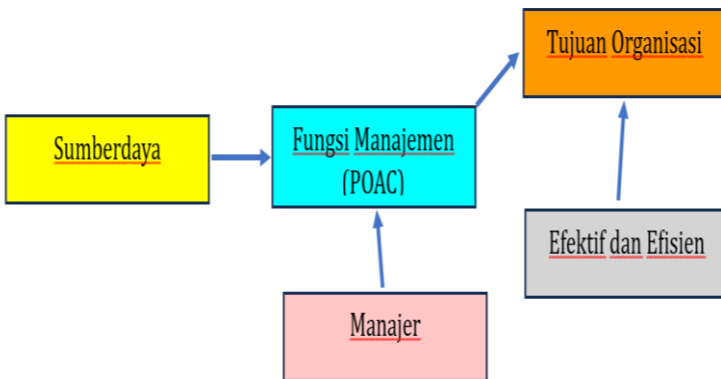 Tujuan Organisasi
Sumberdaya
Fungsi Manajemen
(POAC)
Efektif dan Efisien
Manajer